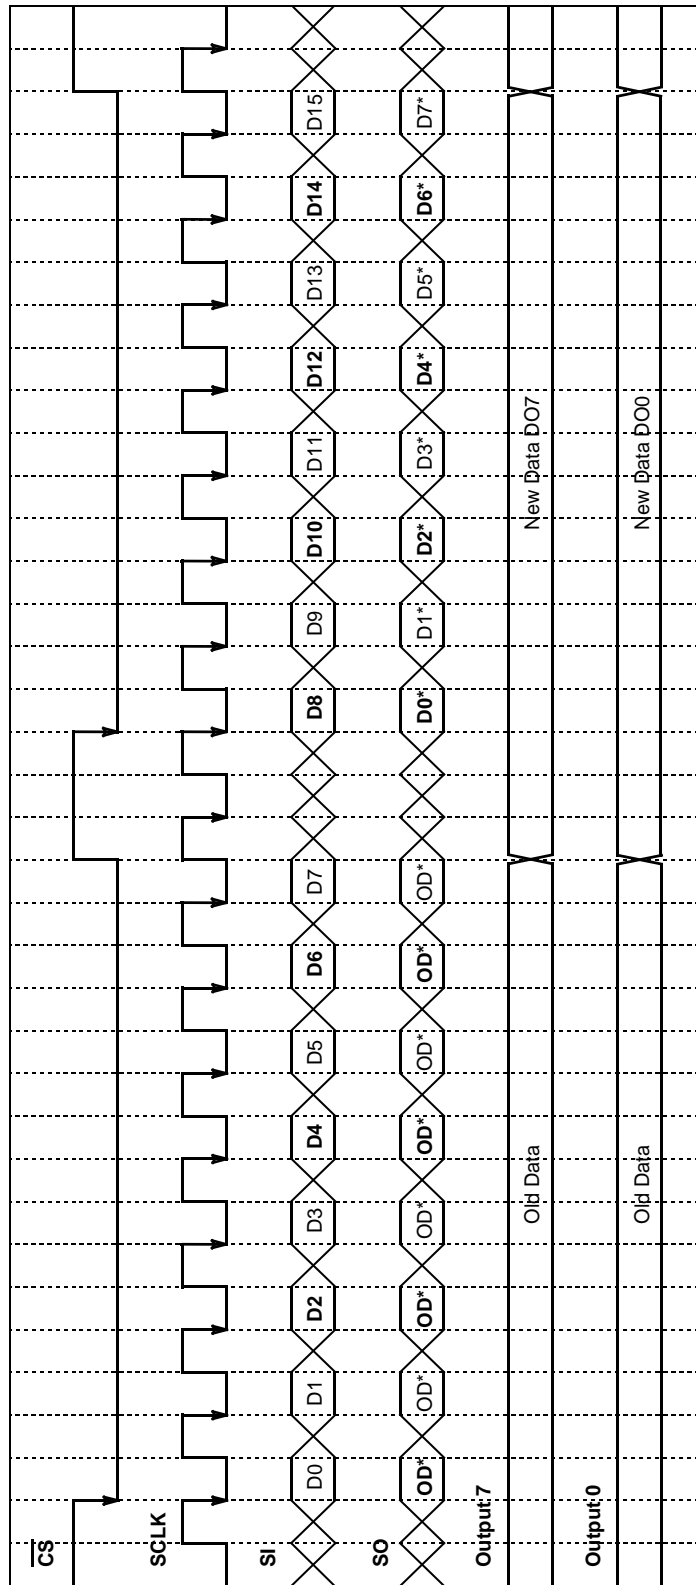 CS
SCLK
SI
D0 D1 D2 D3 D4 D5 D6 D7 D8 D9 D10 D11 D12 D13 D14 D15
SO
OD* OD* OD* OD* OD* OD* OD* OD* D0* D1* D2* D3* D4* D5* D6* D7*
Output 7
Old Data New Data DO7
Output 0
Old Data New Data DO0